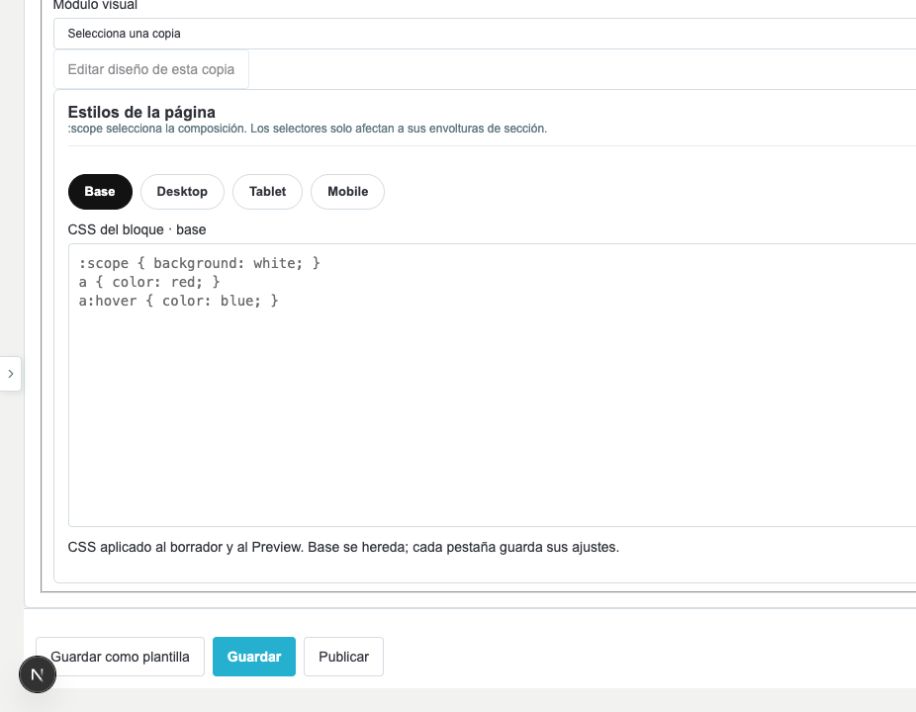 Módulo visual
Selecciona una copia
Editar diseño de esta copia
Estilos de la página
:scope selecciona la composición. Los selectores solo afectan a sus envolturas de sección.
Base Desktop Tablet Mobile
CSS del bloque · base
:scope { background: white; }
a { color: red; }
a:hover { color: blue; }
CSS aplicado al borrador y al Preview. Base se hereda; cada pestaña guarda sus ajustes.
Guardar como plantilla Guardar Publicar
N